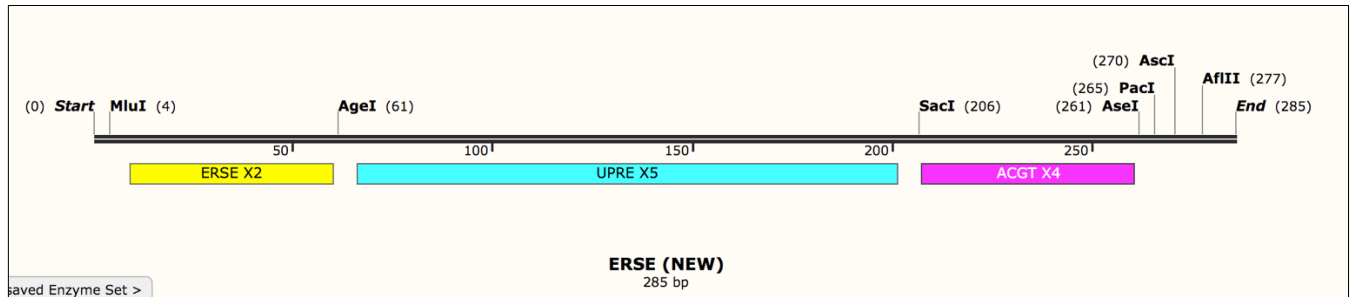 (270) AscI
(265) PacI AflII (277)
(0) Start MluI (4) AgeI (61) SacI (206) (261) AseI End (285)
50 100 150 200 250
ERSE X2 UPRE X5 ACGT X4
ERSE (NEW)
285 bp
saved Enzyme Set >